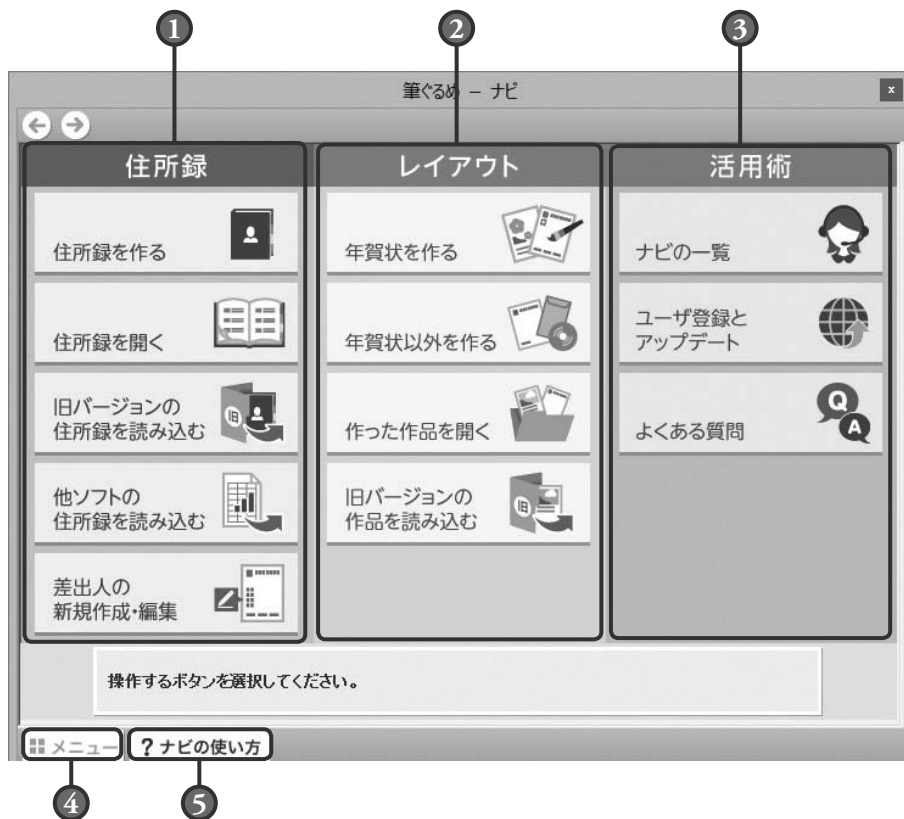 1
2
3
筆ぐるめ － ナビ
x
住所録
住所録を作る
住所録を開く
旧バージョンの
住所録を読み込む
旧
他ソフトの
住所録を読み込む
差出人の
新規作成・編集
レイアウト
年賀状を作る
年賀状以外を作る
作った作品を開く
旧バージョンの
作品を読み込む
旧
活用術
ナビの一覧
ユーザ登録と
アップデート
よくある質問
Q
A
操作するボタンを選択してください。
メニュー
? ナビの使い方
4
5